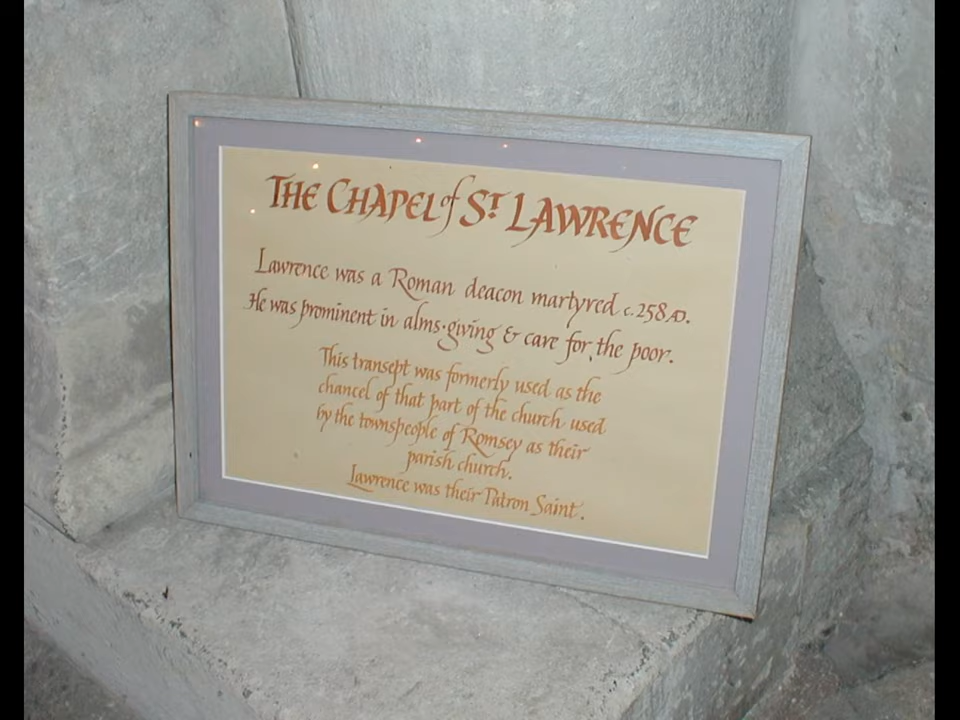 THE CHAPEL of ST LAWRENCE
Lawrence was a Roman deacon martyred c.258 AD.
He was prominent in alms-giving & care for the poor.
This transept was formerly used as the
chancel of that part of the church used
by the townspeople of Romsey as their
parish church.
Lawrence was their Patron Saint.